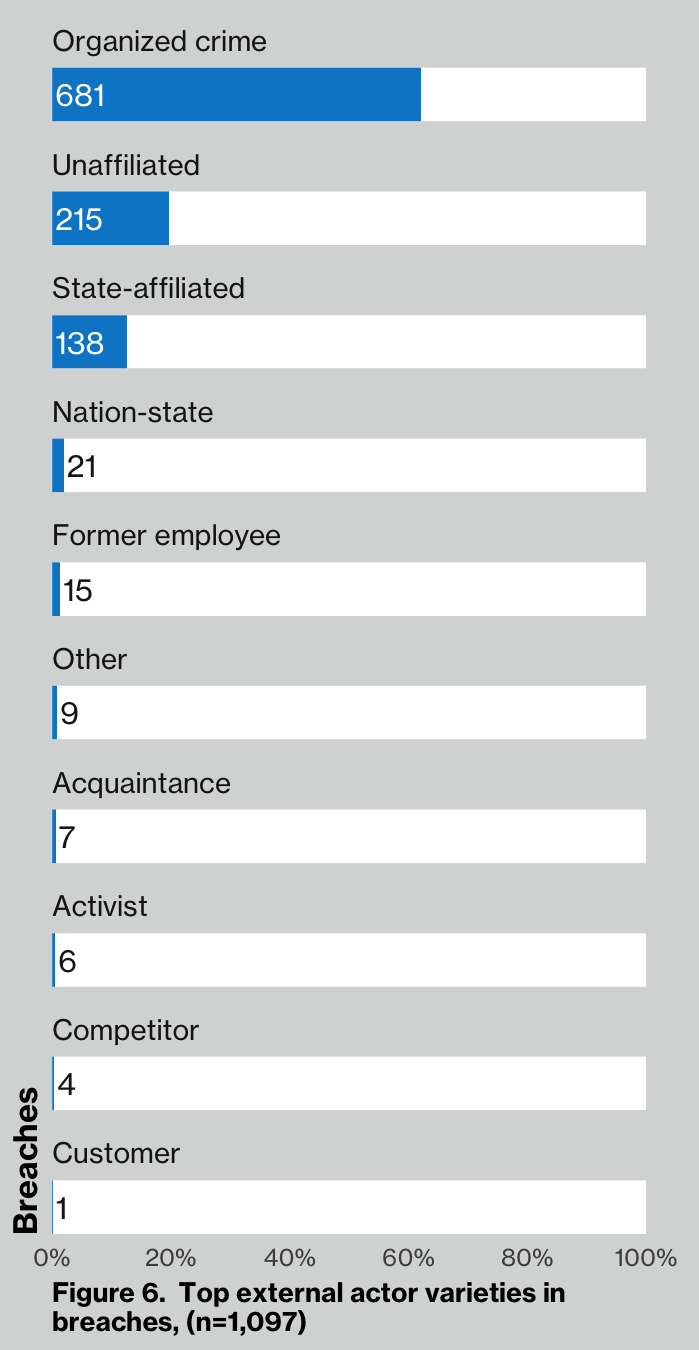 Organized crime
681
Unaffiliated
215
State-affiliated
138
Nation-state
21
Former employee
15
Other
9
Acquaintance
7
Activist
6
Competitor
4
Customer
1
Breaches
0% 20% 40% 60% 80% 100%
Figure 6. Top external actor varieties in
breaches, (n=1,097)